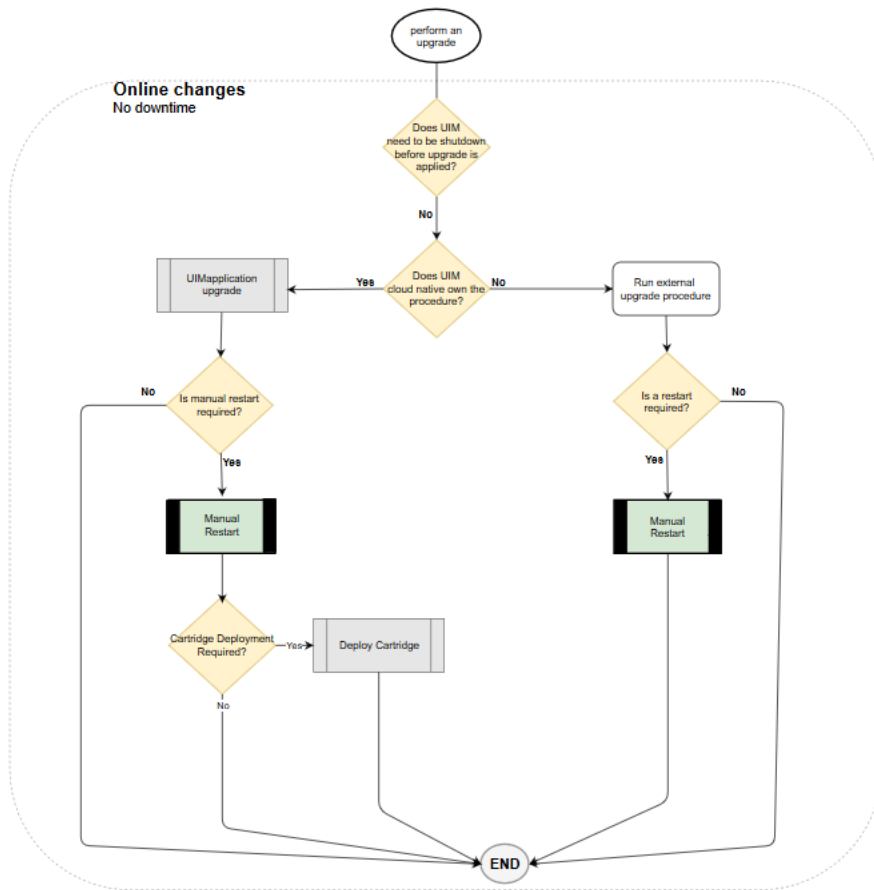 perform an
upgrade
Online changes
No downtime
Does UIM
need to be shutdown
before upgrade is
applied?
No
UIMapplication
upgrade
Yes
Does UIM
cloud native own the
procedure?
No
Run external
upgrade procedure
No
Is manual restart
required?
Is a restart
required?
No
Yes
Yes
Manual
Restart
Manual
Restart
Cartridge Deployment
Required?
Yes
Deploy Cartridge
No
END